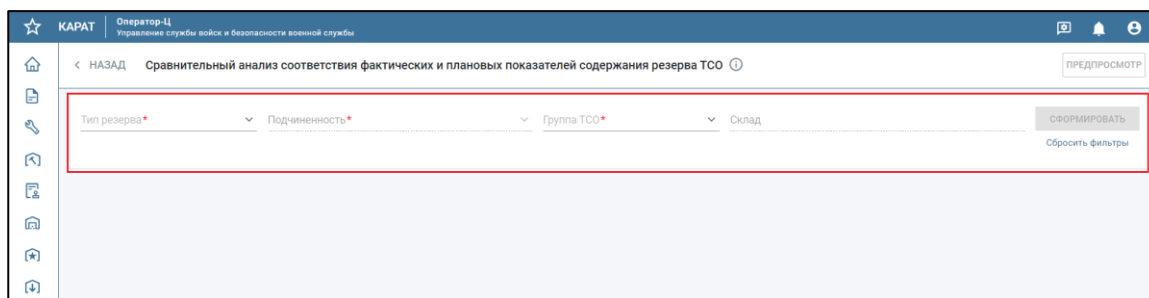 КАРАТ
Оператор-Ц
Управление службы войск и безопасности военной службы
< НАЗАД Сравнительный анализ соответствия фактических и плановых показателей содержания резерва ТСО
ПРЕДПРОСМОТР
Тип резерва* Подчиненность* Группа ТСО* Склад СФОРМИРОВАТЬ
Сбросить фильтры